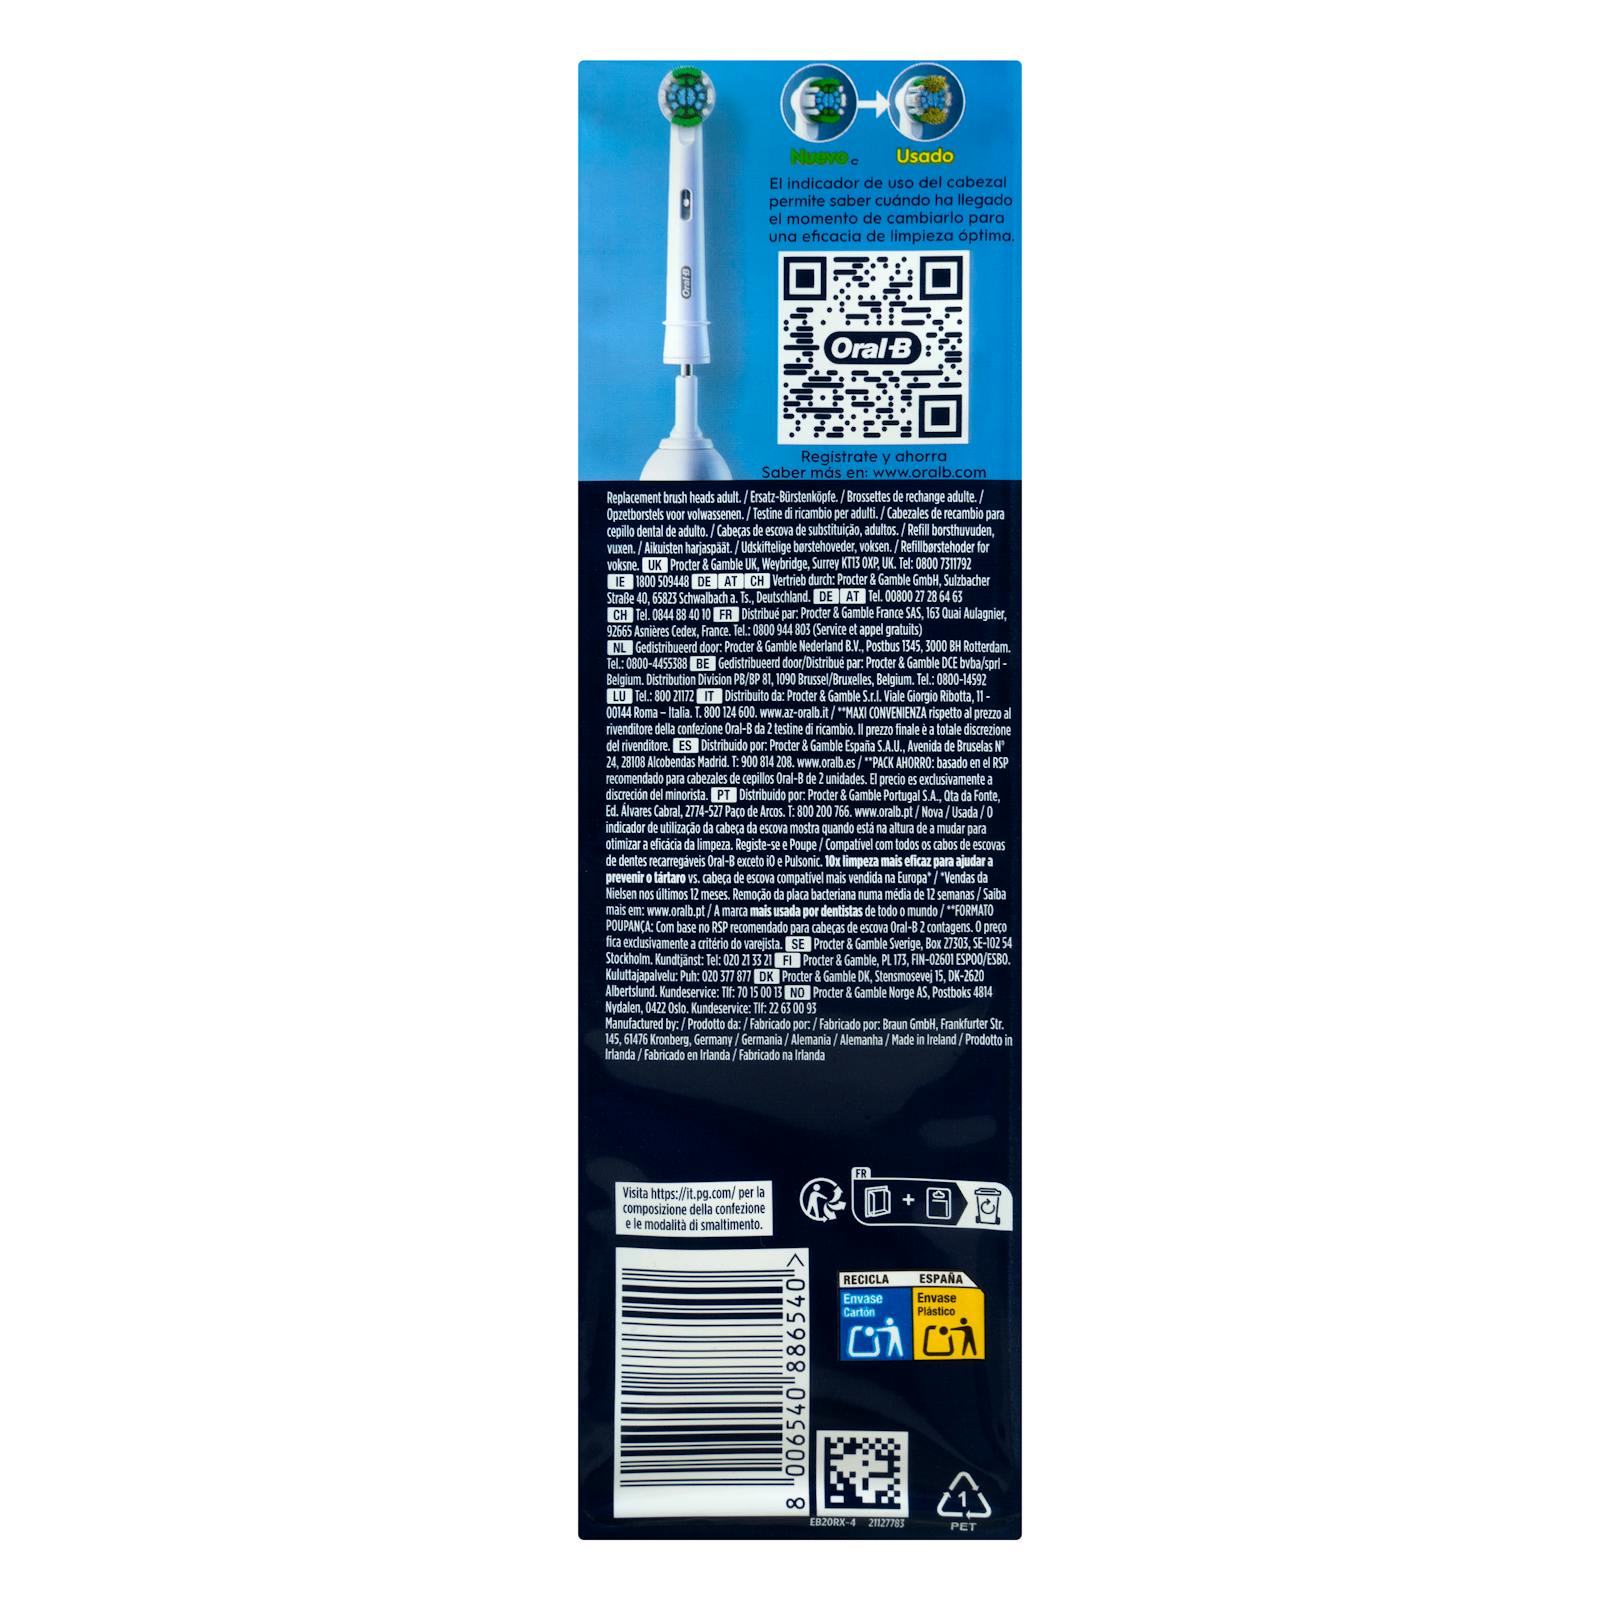 Nuevo
Usado
El indicador de uso del cabezal
permite saber cuándo ha llegado
el momento de cambiarlo para
una eficacia de limpieza óptima.
Oral-B
Oral-B
Regístrate y ahorra
Saber más en: www.oralb.com
Replacement brush heads adult. / Ersatz-Bürstenköpfe. / Brossettes de rechange adulte. /
Opzetborstels voor volwassenen. / Testine di ricambio per adulti. / Cabezales de recambio para
cepillo dental de adulto. / Cabeças de escova de substituição, adultos. / Refill borsthuvuden,
vuxen. / Aikuisten harjaspäät. / Udskiftelige børstehoveder, voksen. / Refillbørstehoder for
voksne. UK Procter & Gamble UK, Weybridge, Surrey KT13 0XP, UK. Tel: 0800 7311792
IE 1800 509448 DE AT CH Vertrieb durch: Procter & Gamble GmbH, Sulzbacher
Straße 40, 65823 Schwalbach a. Ts., Deutschland. DE AT Tel. 00800 27 28 64 63
CH Tel. 0844 88 40 10 FR Distribué par: Procter & Gamble France SAS, 163 Quai Aulagnier,
92665 Asnières Cedex, France. Tel.: 0800 944 803 (Service et appel gratuits)
NL Gedistribueerd door: Procter & Gamble Nederland B.V., Postbus 1345, 3000 BH Rotterdam.
Tel.: 0800-4455388 BE Gedistribueerd door/Distribué par: Procter & Gamble DCE bvba/sprl -
Belgium. Distribution Division PB/BP 81, 1090 Brussel/Bruxelles, Belgium. Tel.: 0800-14592
LU Tel.: 800 21172 IT Distribuito da: Procter & Gamble S.r.l. Viale Giorgio Ribotta, 11 -
00144 Roma – Italia. T. 800 124 600. www.az-oralb.it / **MAXI CONVENIENZA rispetto al prezzo al
rivenditore della confezione Oral-B da 2 testine di ricambio. Il prezzo finale è a totale discrezione
del rivenditore. ES Distribuido por: Procter & Gamble España S.A.U., Avenida de Bruselas N°
24, 28108 Alcobendas Madrid. T: 900 814 208. www.oralb.es / **PACK AHORRO: basado en el RSP
recomendado para cabezales de cepillos Oral-B de 2 unidades. El precio es exclusivamente a
discreción del minorista. PT Distribuido por: Procter & Gamble Portugal S.A., Qta da Fonte,
Ed. Álvares Cabral, 2774-527 Paço de Arcos. T: 800 200 766. www.oralb.pt / Nova / Usada / O
indicador de utilização da cabeça da escova mostra quando está na altura de a mudar para
otimizar a eficácia da limpeza. Registe-se e Poupe / Compatível com todos os cabos de escovas
de dentes recarregáveis Oral-B exceto iO e Pulsonic. 10x limpeza mais eficaz para ajudar a
prevenir o tártaro vs. cabeça de escova compatível mais vendida na Europa* / *Vendas da
Nielsen nos últimos 12 meses. Remoção da placa bacteriana numa média de 12 semanas / Saiba
mais em: www.oralb.pt / A marca mais usada por dentistas de todo o mundo / **FORMATO
POUPANÇA: Com base no RSP recomendado para cabeças de escova Oral-B 2 contagens. O preço
fica exclusivamente a critério do varejista. SE Procter & Gamble Sverige, Box 27303, SE-102 54
Stockholm. Kundtjänst: Tel: 020 21 33 21 FI Procter & Gamble, PL 173, FIN-02601 ESPOO/ESBO.
Kuluttajapalvelu: Puh: 020 377 877 DK Procter & Gamble DK, Stensmosevej 15, DK-2620
Albertslund. Kundeservice: Tlf: 70 15 00 13 NO Procter & Gamble Norge AS, Postboks 4814
Nydalen, 0422 Oslo. Kundeservice: Tlf: 22 63 00 93
Manufactured by: / Prodotto da: / Fabricado por: / Fabricado por: Braun GmbH, Frankfurter Str.
145, 61476 Kronberg, Germany / Germania / Alemania / Alemanha / Made in Ireland / Prodotto in
Irlanda / Fabricado en Irlanda / Fabricado na Irlanda
Visita https://it.pg.com/ per la
composizione della confezione
e le modalità di smaltimento.
FR
+
RECICLA ESPAÑA
Envase
Cartón
Envase
Plástico
8 006540 886540 >
EB20RX-4 21127783
1
PET